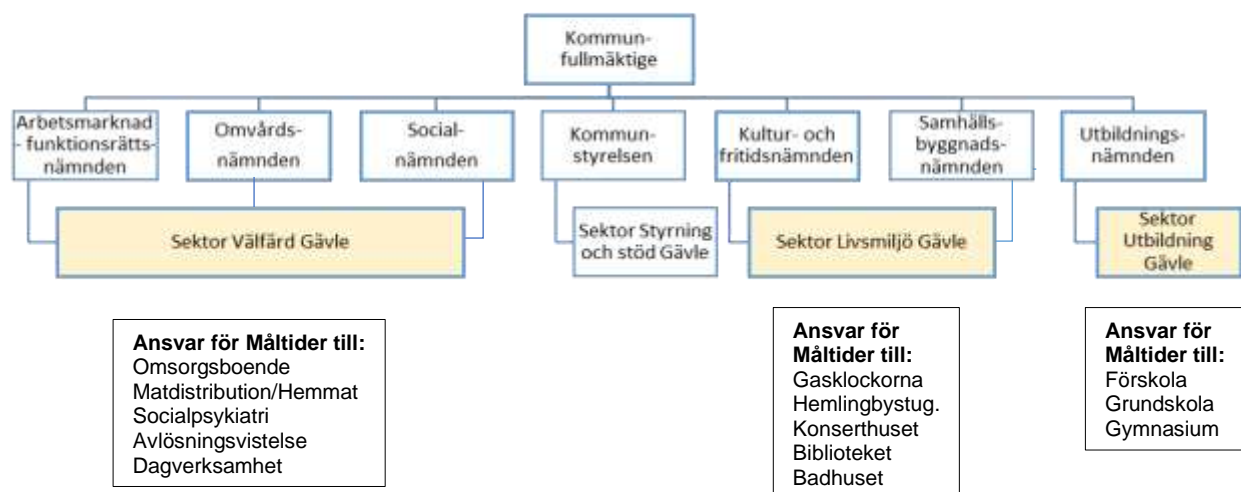 Kommun-
fullmäktige
Arbetsmarknad
- funktionsrätts-
nämnden
Omvårds-
nämnden
Social-
nämnden
Kommun-
styrelsen
Kultur- och
fritidsnämnden
Samhälls-
byggnads-
nämnden
Utbildnings-
nämnden
Sektor Välfärd Gävle
Sektor Styrning
och stöd Gävle
Sektor Livsmiljö Gävle
Sektor
Utbildning
Gävle
Ansvar för Måltider till:
Omsorgsboende
Matdistribution/Hemmat
Socialpsykiatri
Avlösningsvistelse
Dagverksamhet
Ansvar för
Måltider till:
Gasklockorna
Hemlingbystug.
Konserthuset
Biblioteket
Badhuset
Ansvar för
Måltider till:
Förskola
Grundskola
Gymnasium